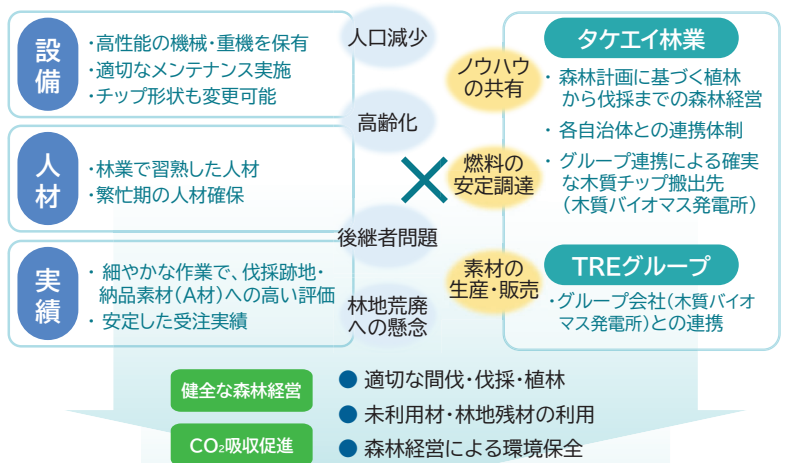 設備
・高性能の機械・重機を保有
・適切なメンテナンス実施
・チップ形状も変更可能
人材
・林業で習熟した人材
・繁忙期の人材確保
実績
・ 細やかな作業で、伐採跡地・
納品素材(A材)への高い評価
・ 安定した受注実績
人口減少
高齢化
後継者問題
林地荒廃
への懸念
×
ノウハウ
の共有
燃料の
安定調達
素材の
生産・販売
タケエイ林業
・ 森林計画に基づく植林
から伐採までの森林経営
・ 各自治体との連携体制
・ グループ連携による確実
な木質チップ搬出先
(木質バイオマス発電所)
TREグループ
・グループ会社(木質バイオ
マス発電所)との連携
健全な森林経営
CO₂吸収促進
● 適切な間伐・伐採・植林
● 未利用材・林地残材の利用
● 森林経営による環境保全